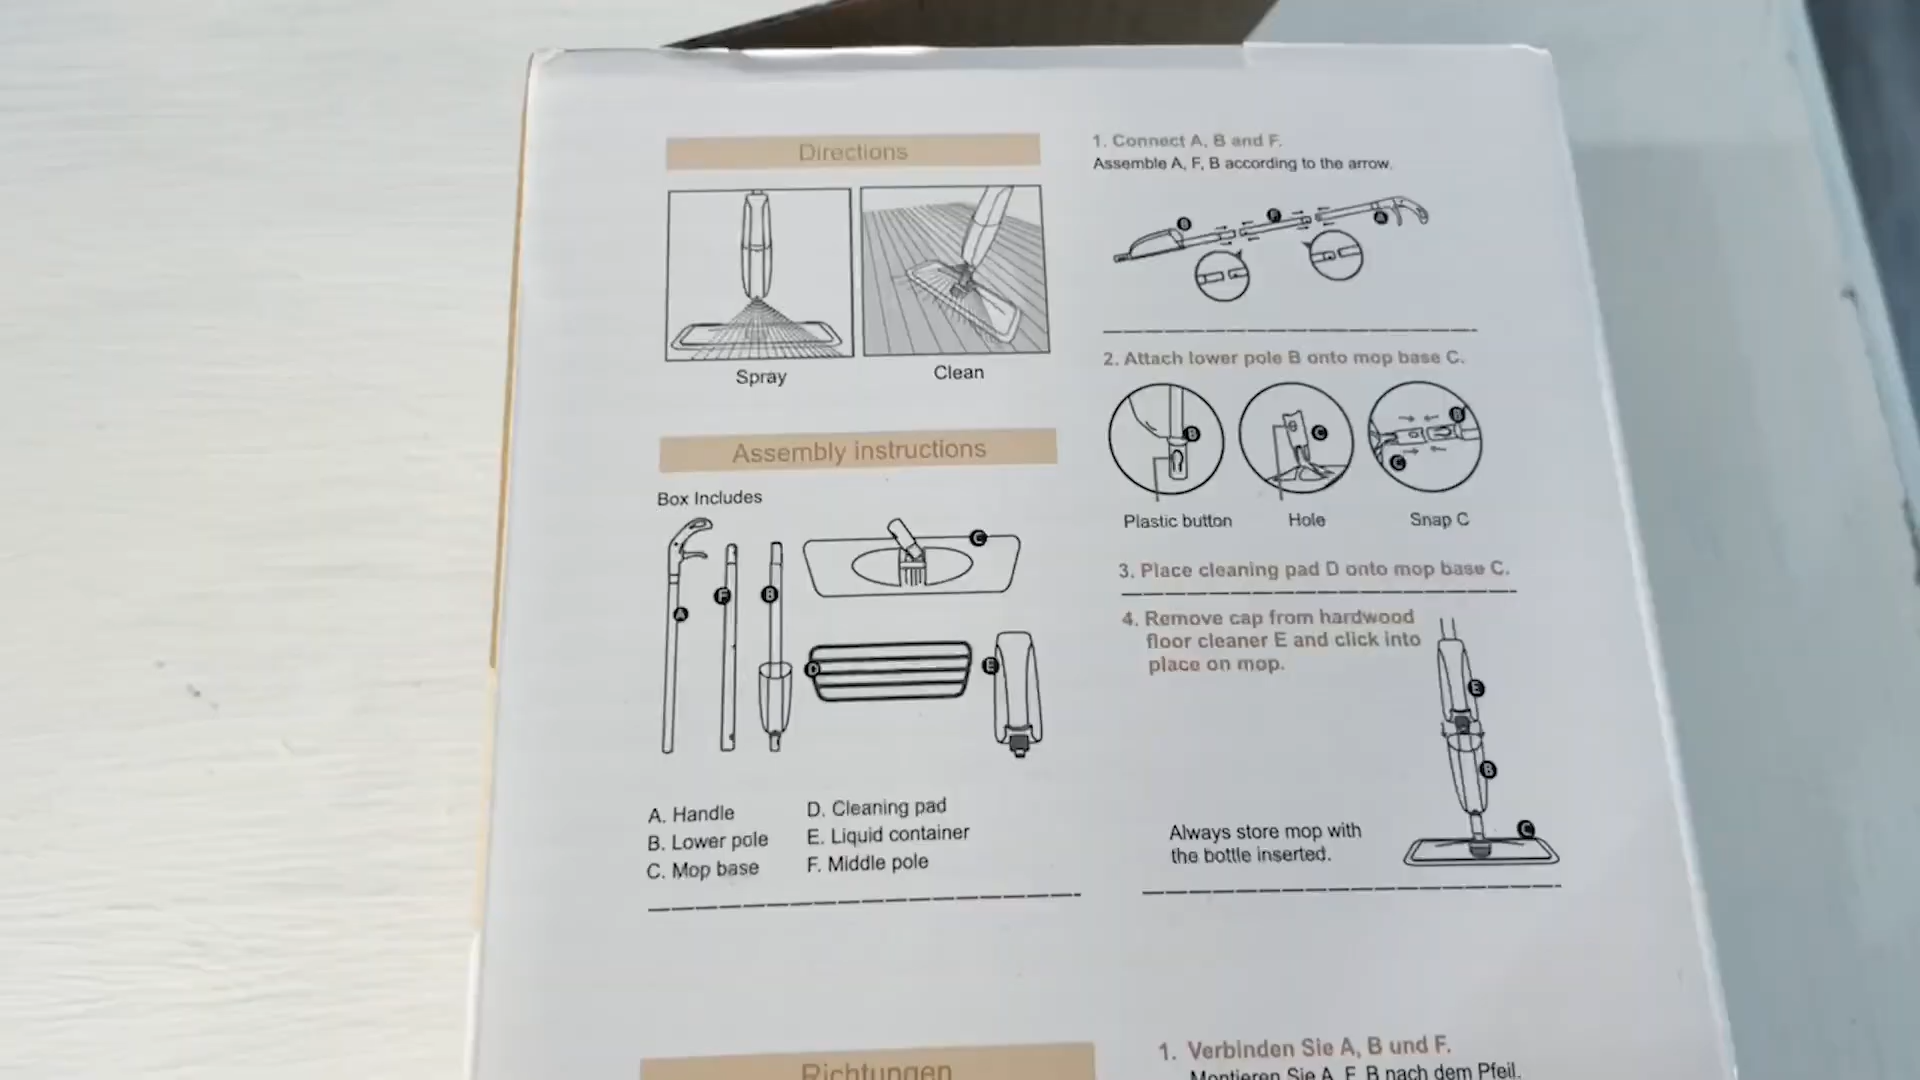 Directions
Spray
Clean
Assembly instructions
Box Includes
A
F
B
C
D
E
A. Handle
B. Lower pole
C. Mop base
D. Cleaning pad
E. Liquid container
F. Middle pole
1. Connect A, B and F.
Assemble A, F, B according to the arrow.
B
F
A
2. Attach lower pole B onto mop base C.
B
C
B
C
Plastic button
Hole
Snap C
3. Place cleaning pad D onto mop base C.
4. Remove cap from hardwood
floor cleaner E and click into
place on mop.
E
B
C
Always store mop with
the bottle inserted.
Richtungen
1. Verbinden Sie A, B und F.
Montieren Sie A, F, B nach dem Pfeil.